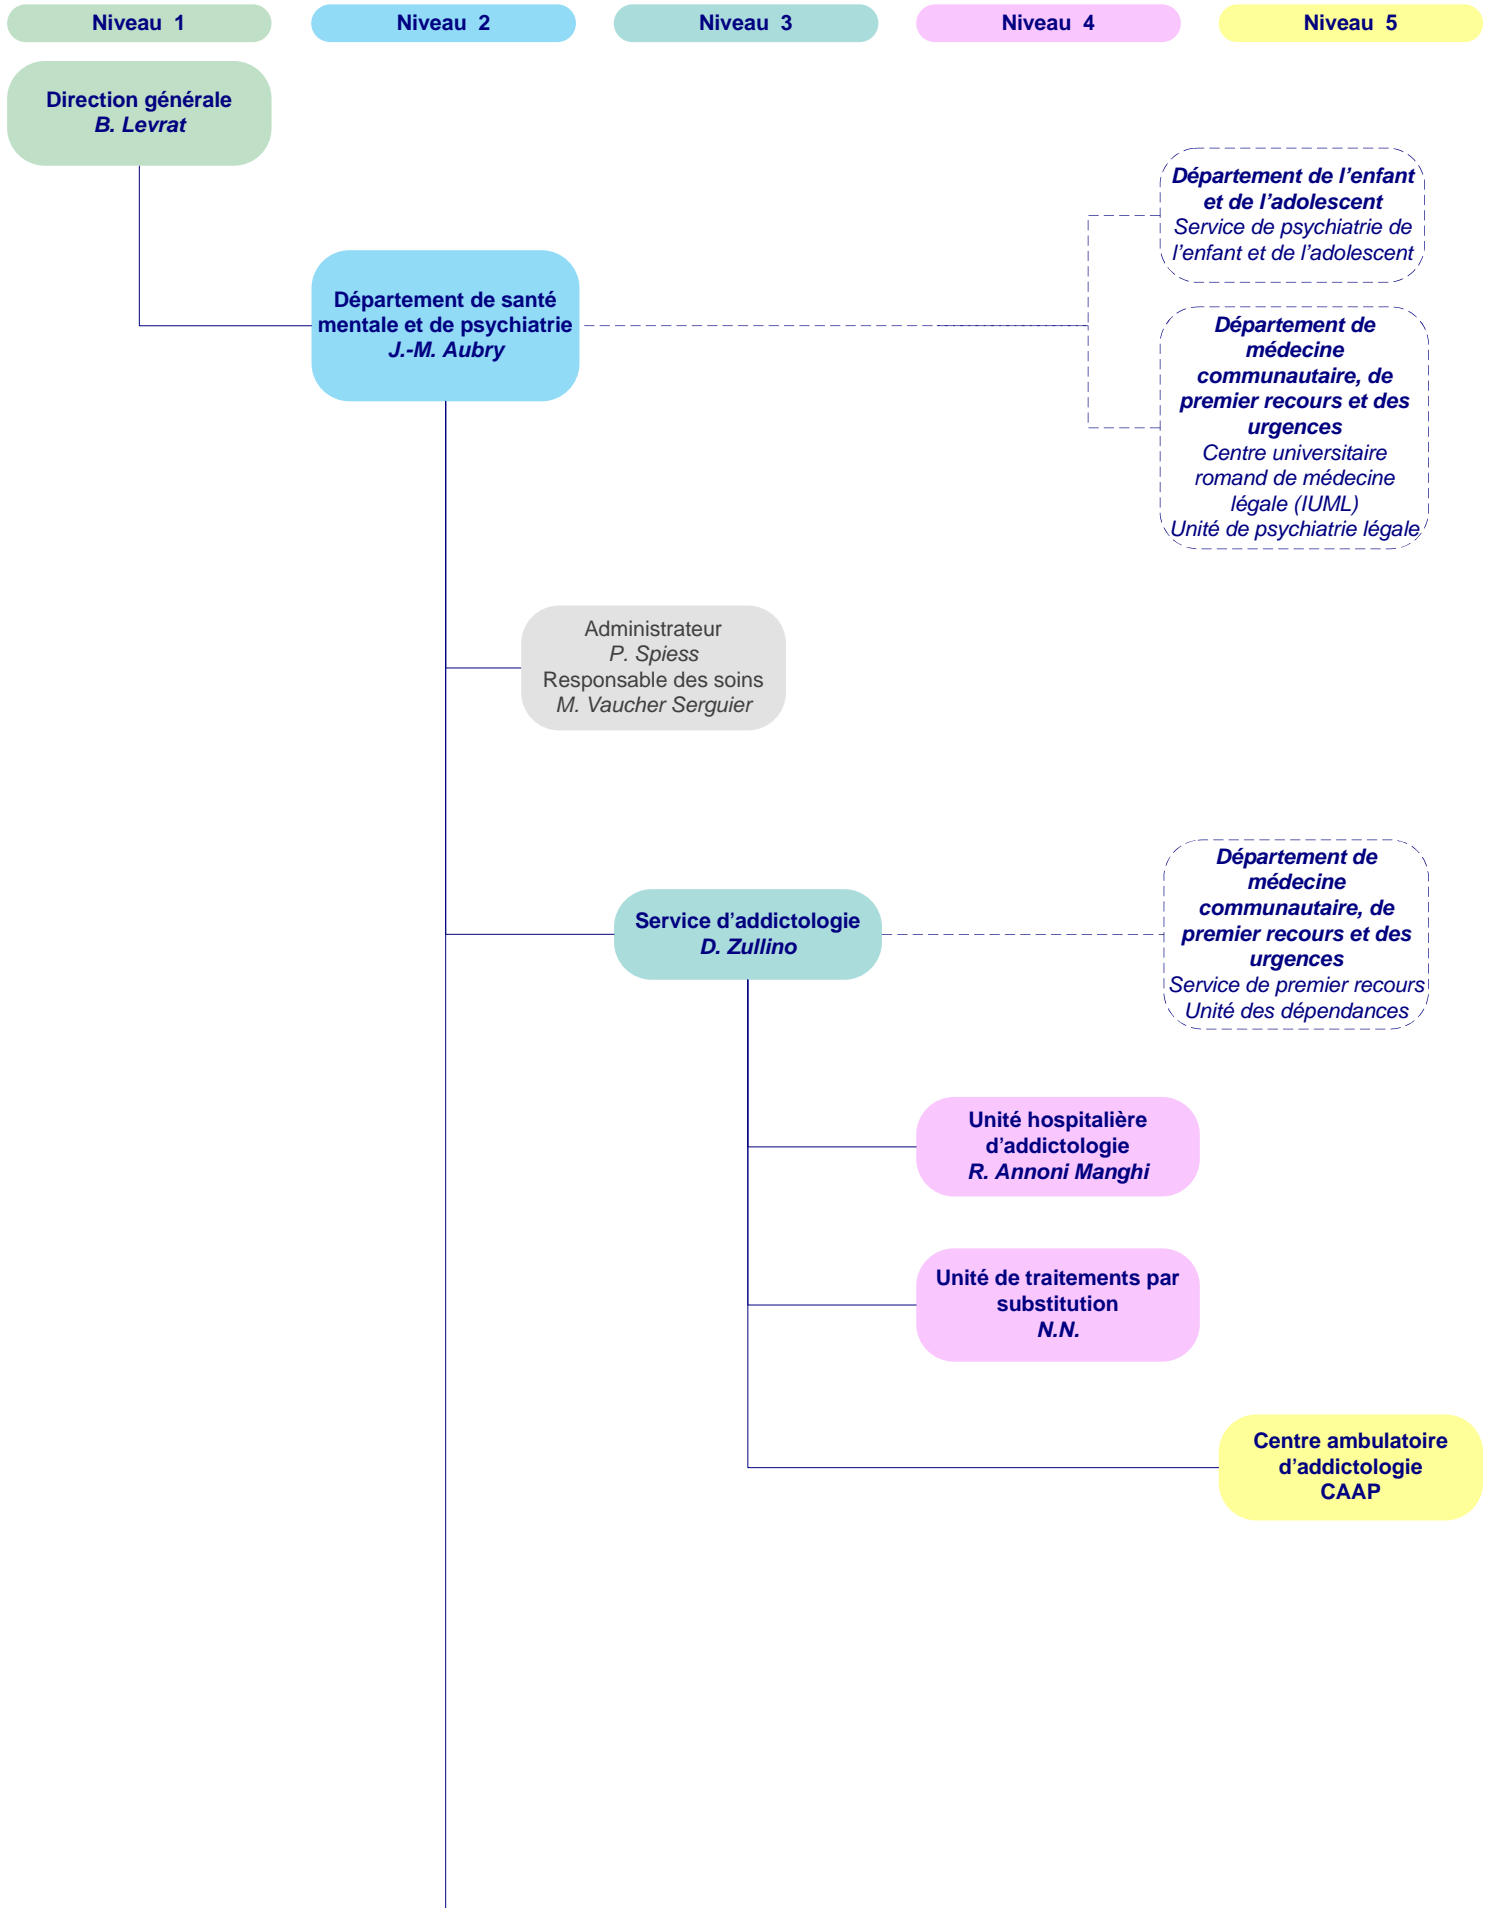 Niveau 1
Niveau 2
Niveau 3
Niveau 4
Niveau 5
Direction générale
B. Levrat
Département de l’enfant
et de l’adolescent
Service de psychiatrie de
l’enfant et de l’adolescent
Département de santé
mentale et de psychiatrie
J.-M. Aubry
Département de
médecine
communautaire, de
premier recours et des
urgences
Centre universitaire
romand de médecine
légale (IUML)
Unité de psychiatrie légale
Administrateur
P. Spiess
Responsable des soins
M. Vaucher Serguier
Service d’addictologie
D. Zullino
Département de
médecine
communautaire, de
premier recours et des
urgences
Service de premier recours
Unité des dépendances
Unité hospitalière
d’addictologie
R. Annoni Manghi
Unité de traitements par
substitution
N.N.
Centre ambulatoire
d’addictologie
CAAP